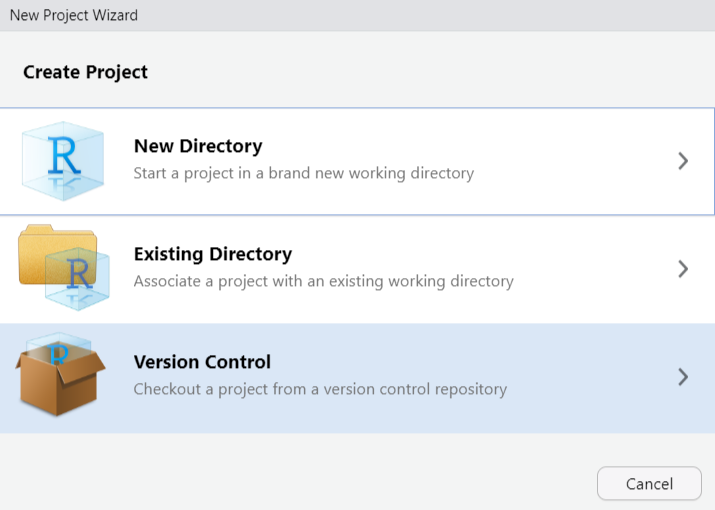 New Project Wizard
Create Project
R
New Directory
Start a project in a brand new working directory
R
Existing Directory
Associate a project with an existing working directory
R
Version Control
Checkout a project from a version control repository
Cancel